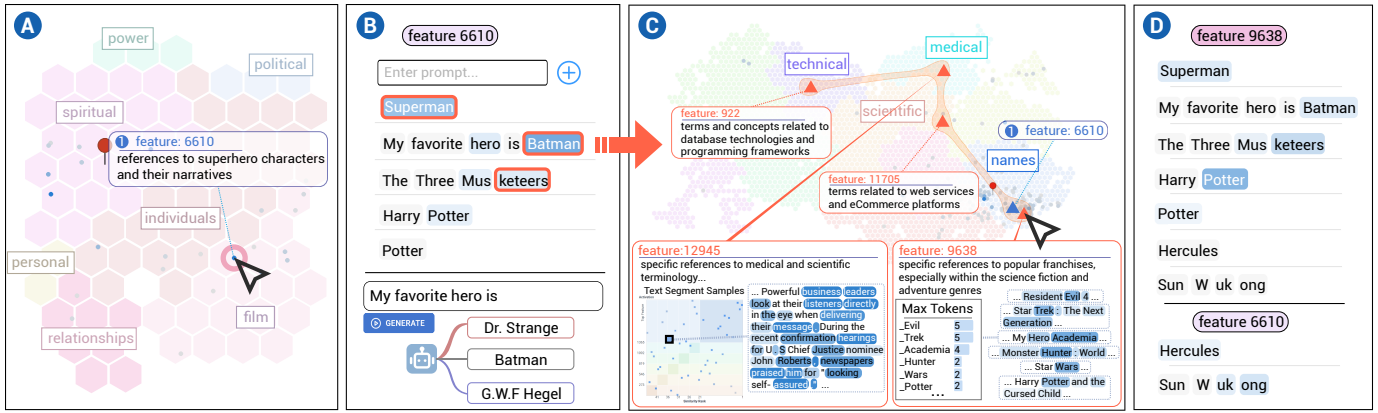 A
power
political
spiritual
1 feature: 6610
references to superhero characters
and their narratives
individuals
personal
film
relationships
B
feature 6610
Enter prompt...
Superman
My favorite hero is Batman
The Three Mus keteers
Harry Potter
Potter
My favorite hero is
GENERATE
Dr. Strange
Batman
G.W.F Hegel
C
medical
technical
scientific
feature: 922
terms and concepts related to
database technologies and
programming frameworks
1 feature: 6610
names
feature: 11705
terms related to web services
and eCommerce platforms
feature:12945
specific references to medical and scientific
terminology...
Text Segment Samples
... Powerful business leaders
look at their listeners directly
in the eye when delivering
their message . During the
recent confirmation hearings
for U . S Chief Justice nominee
John Roberts , newspapers
praised him for " looking
self- assured " ...
feature: 9638
specific references to popular franchises,
especially within the science fiction and
adventure genres
Max Tokens
_Evil 5
_Trek 5
_Academia 4
_Hunter 2
_Wars 2
_Potter 2
...
... Resident Evil 4 ...
... Star Trek : The Next
Generation ...
... My Hero Academia ...
... Monster Hunter : World ...
... Star Wars ...
... Harry Potter and the
Cursed Child ...
D
feature 9638
Superman
My favorite hero is Batman
The Three Mus keteers
Harry Potter
Potter
Hercules
Sun W uk ong
feature 6610
Hercules
Sun W uk ong